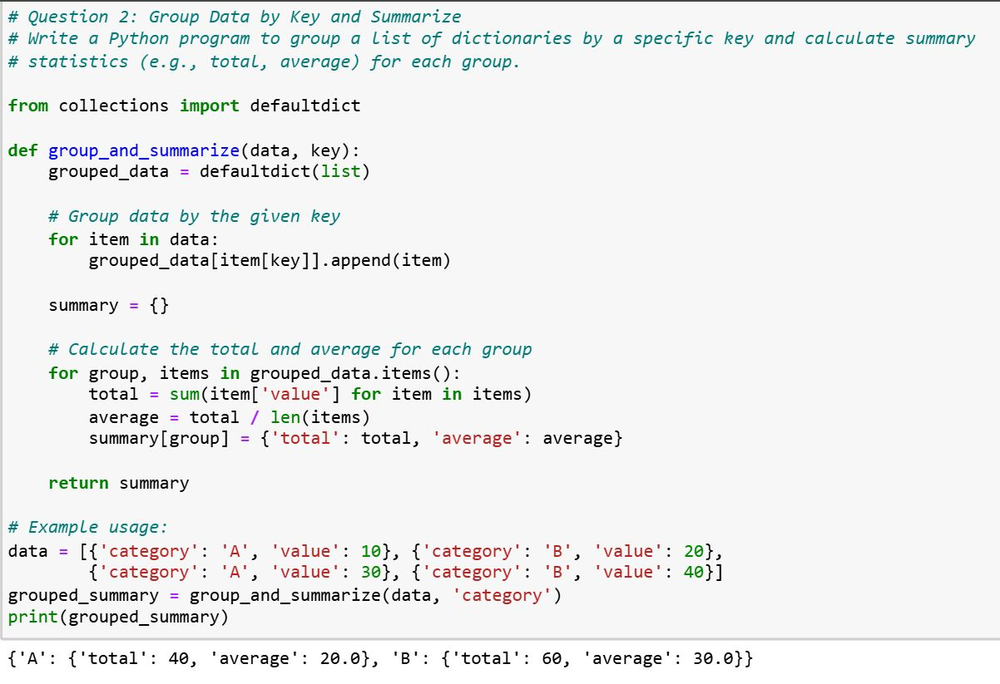 # Question 2: Group Data by Key and Summarize
# Write a Python program to group a list of dictionaries by a specific key and calculate summary
# statistics (e.g., total, average) for each group.

from collections import defaultdict

def group_and_summarize(data, key):
    grouped_data = defaultdict(list)

    # Group data by the given key
    for item in data:
        grouped_data[item[key]].append(item)

    summary = {}

    # Calculate the total and average for each group
    for group, items in grouped_data.items():
        total = sum(item['value'] for item in items)
        average = total / len(items)
        summary[group] = {'total': total, 'average': average}

    return summary

# Example usage:
data = [{'category': 'A', 'value': 10}, {'category': 'B', 'value': 20},
        {'category': 'A', 'value': 30}, {'category': 'B', 'value': 40}]
grouped_summary = group_and_summarize(data, 'category')
print(grouped_summary)

{'A': {'total': 40, 'average': 20.0}, 'B': {'total': 60, 'average': 30.0}}